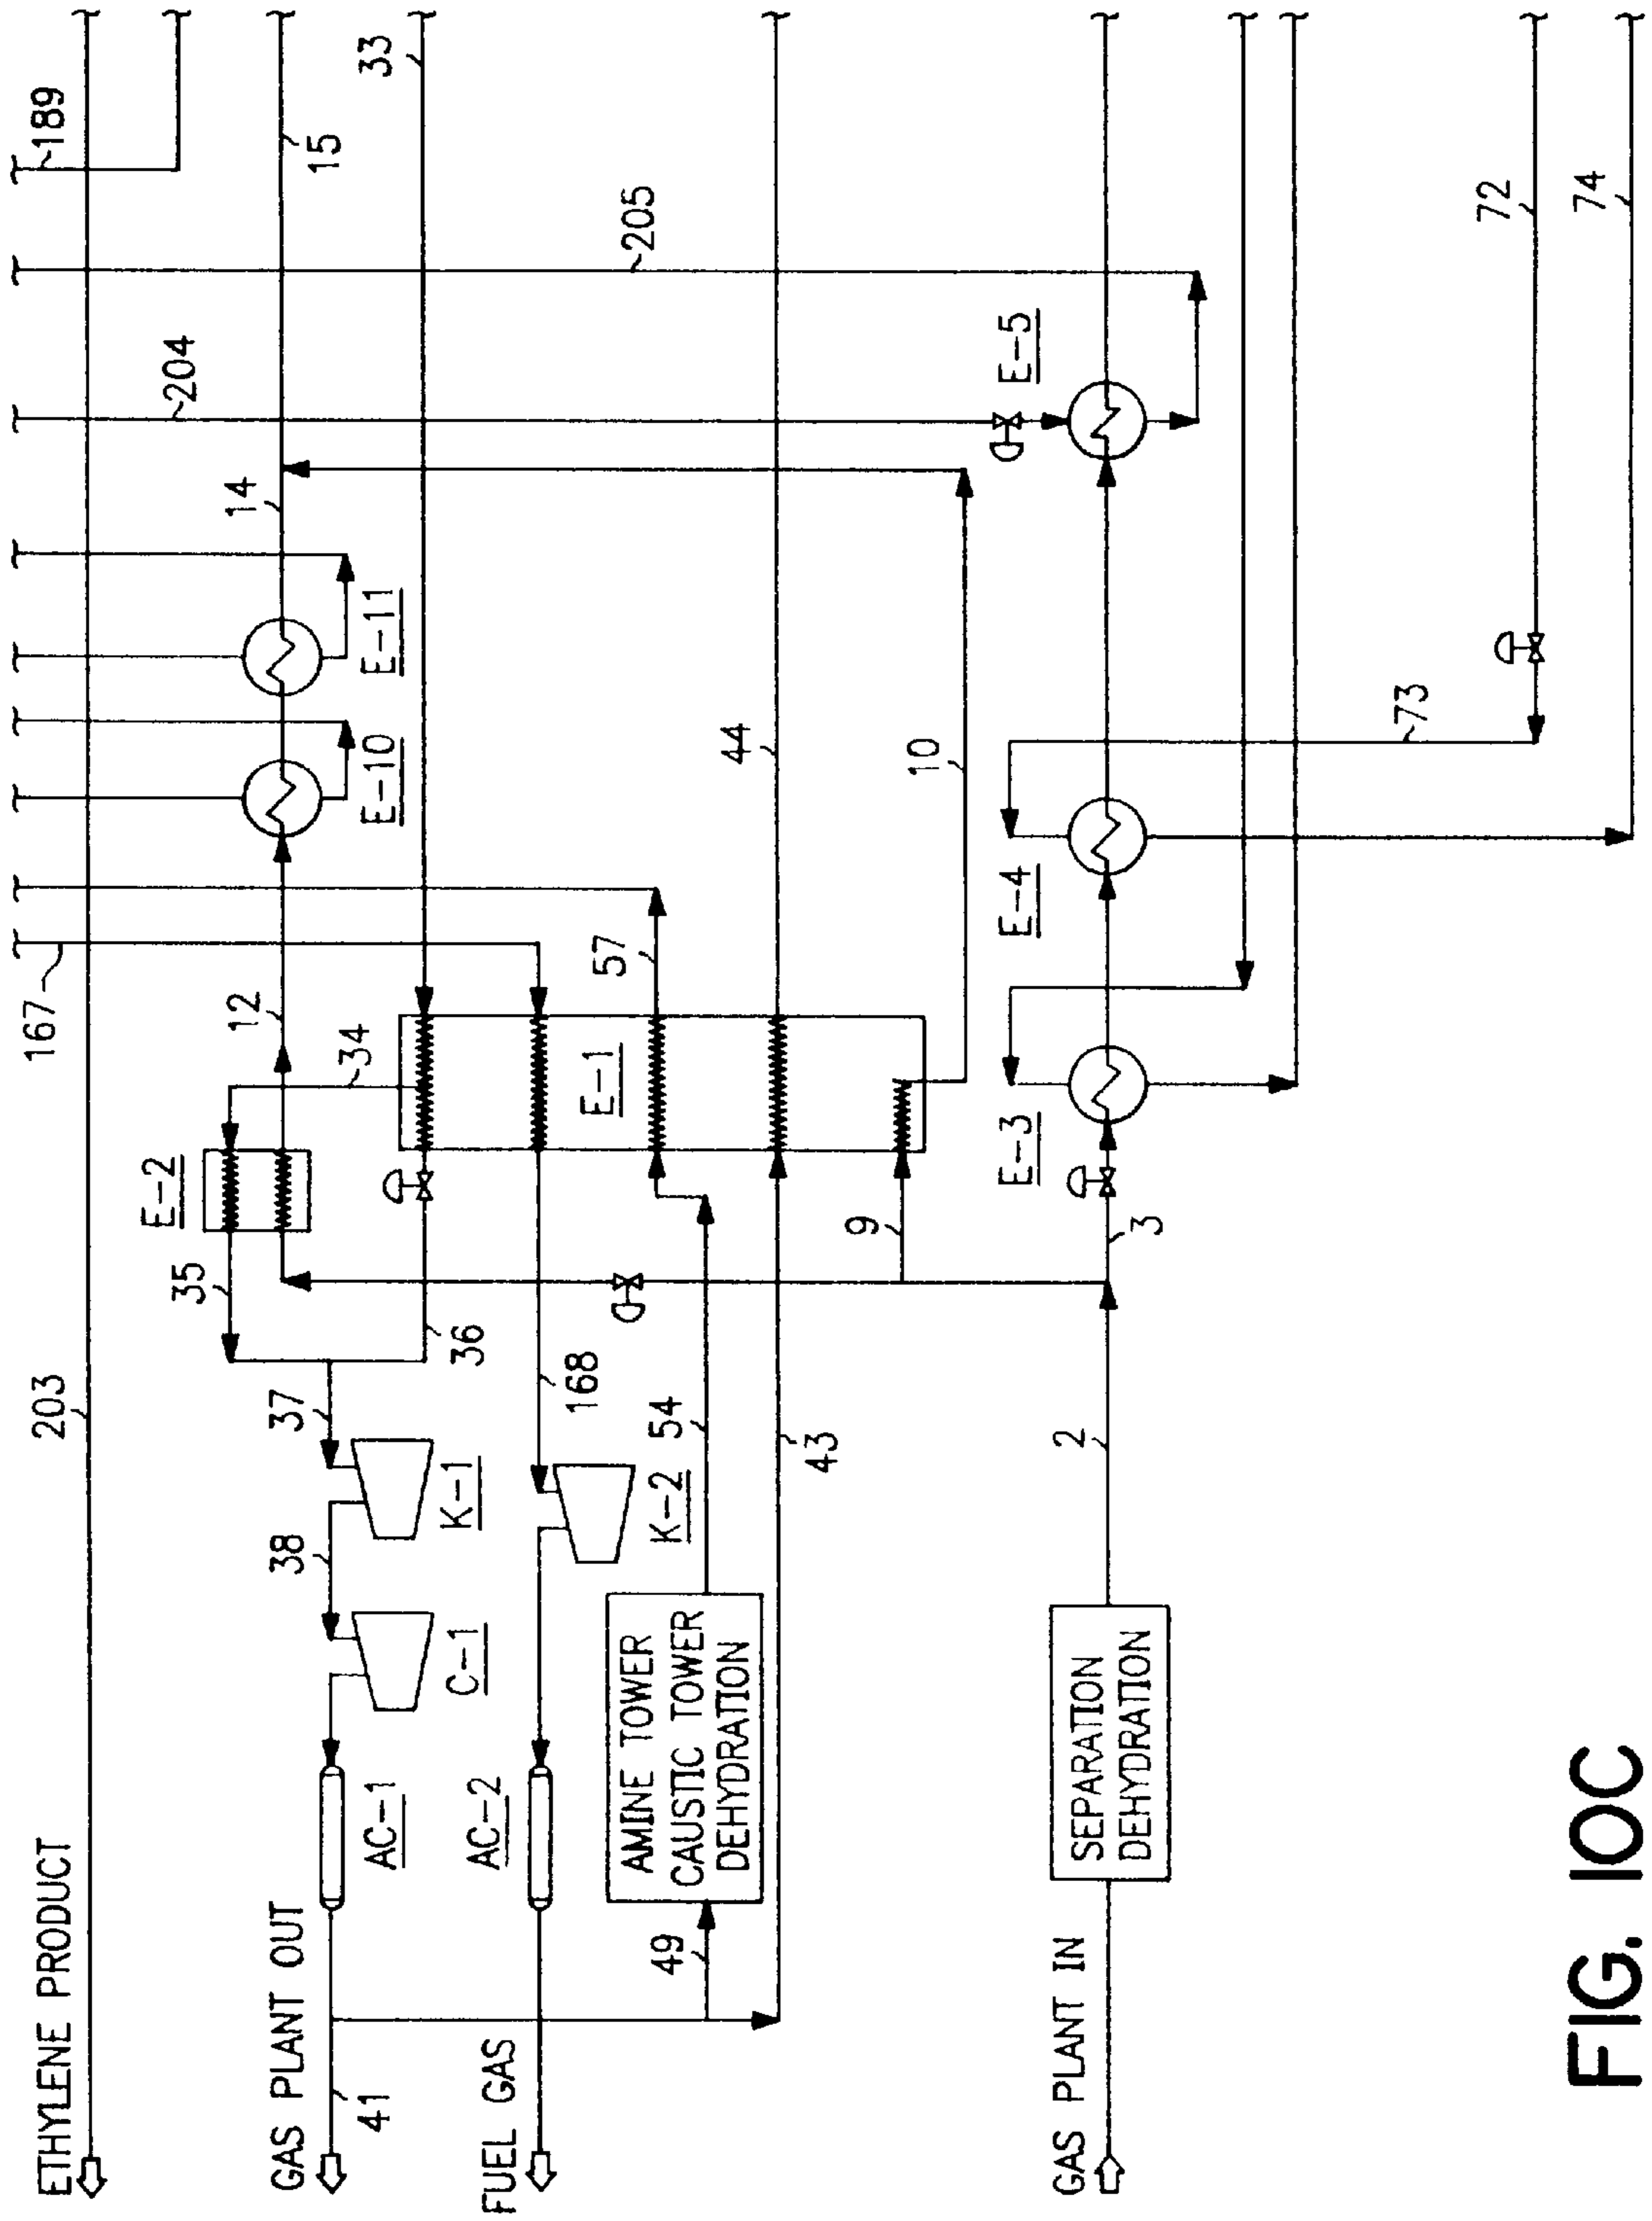 ETHYLENE PRODUCT
203
189
GAS PLANT OUT
41
AC-1
C-1
38
K-1
37
35
E-2
34
12
167
E-10
E-11
14
204
15
33
36
FUEL GAS
AC-2
K-2
168
E-1
57
205
AMINE TOWER
CAUSTIC TOWER
DEHYDRATION
49
54
43
44
9
10
GAS PLANT IN
SEPARATION
DEHYDRATION
2
3
E-3
E-4
E-5
73
72
74
FIG. 10C